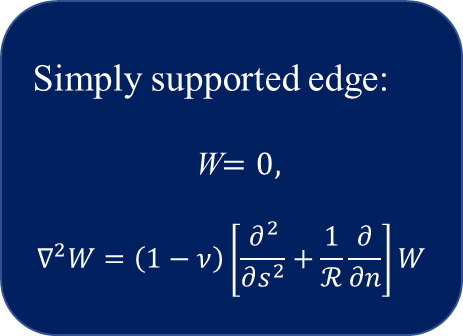 Simply supported edge:
W= 0,
∇²W = (1 − ν) [∂²/∂s² + 1/ℛ ∂/∂n] W